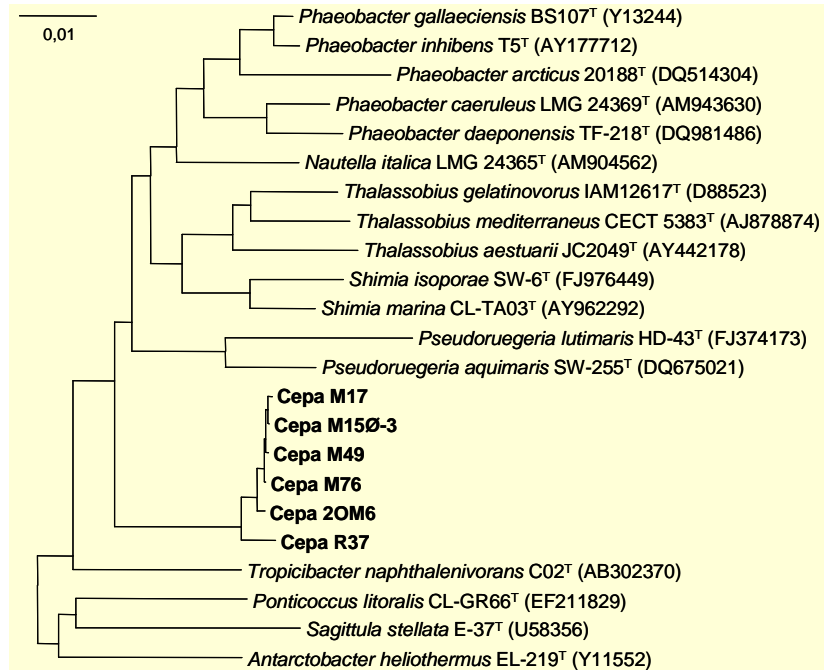 0,01
Phaeobacter gallaeciensis BS107ᵀ (Y13244)
Phaeobacter inhibens T5ᵀ (AY177712)
Phaeobacter arcticus 20188ᵀ (DQ514304)
Phaeobacter caeruleus LMG 24369ᵀ (AM943630)
Phaeobacter daeponensis TF-218ᵀ (DQ981486)
Nautella italica LMG 24365ᵀ (AM904562)
Thalassobius gelatinovorus IAM12617ᵀ (D88523)
Thalassobius mediterraneus CECT 5383ᵀ (AJ878874)
Thalassobius aestuarii JC2049ᵀ (AY442178)
Shimia isoporae SW-6ᵀ (FJ976449)
Shimia marina CL-TA03ᵀ (AY962292)
Pseudoruegeria lutimaris HD-43ᵀ (FJ374173)
Pseudoruegeria aquimaris SW-255ᵀ (DQ675021)
Cepa M17
Cepa M15Ø-3
Cepa M49
Cepa M76
Cepa 2OM6
Cepa R37
Tropicibacter naphthalenivorans C02ᵀ (AB302370)
Ponticoccus litoralis CL-GR66ᵀ (EF211829)
Sagittula stellata E-37ᵀ (U58356)
Antarctobacter heliothermus EL-219ᵀ (Y11552)